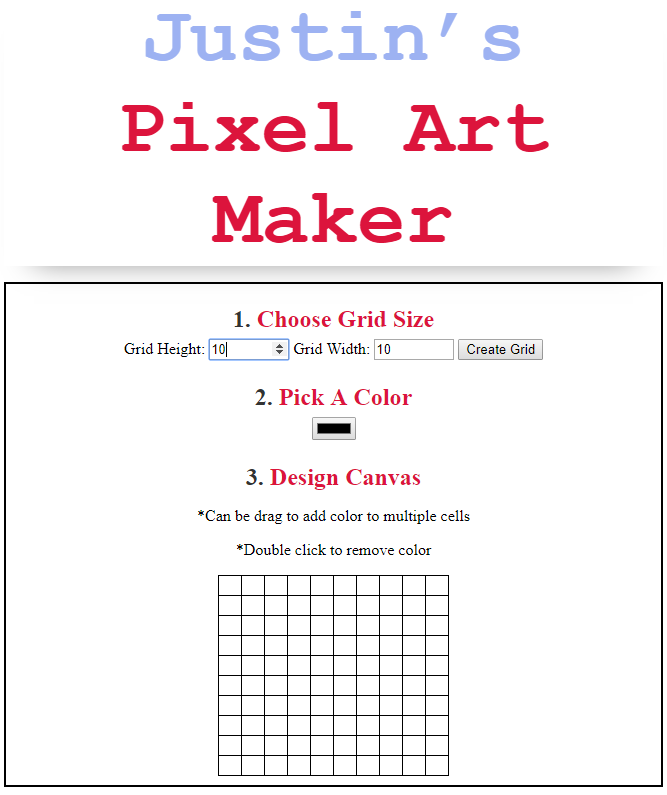 Justin’s
Pixel Art
Maker
1. Choose Grid Size
Grid Height: 10 Grid Width: 10 Create Grid
2. Pick A Color
3. Design Canvas
*Can be drag to add color to multiple cells
*Double click to remove color